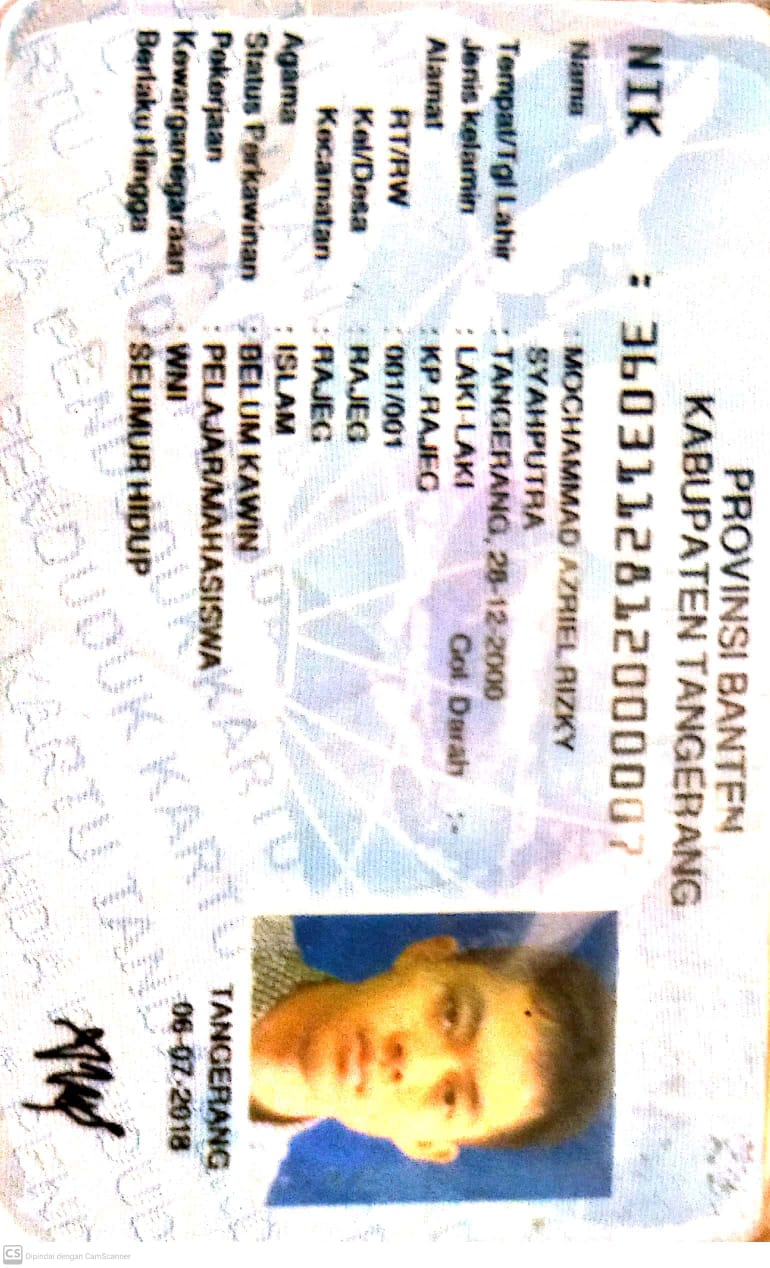 PROVINSI BANTEN
KABUPATEN TANGERANG
NIK : 3603112812000007
Nama : MOCHAMMAD AZRIEL RIZKY
SYAHPUTRA
Tempat/Tgl Lahir : TANGERANG, 28-12-2000
Jenis kelamin : LAKI-LAKI Gol. Darah :-
Alamat : KP. RAJEG
RT/RW : 001/001
Kel/Desa : RAJEG
Kecamatan : RAJEG
Agama : ISLAM
Status Perkawinan : BELUM KAWIN
Pekerjaan : PELAJAR/MAHASISWA
Kewarganegaraan : WNI
Berlaku Hingga : SEUMUR HIDUP
TANGERANG
06-07-2018
CS Dipindai dengan CamScanner